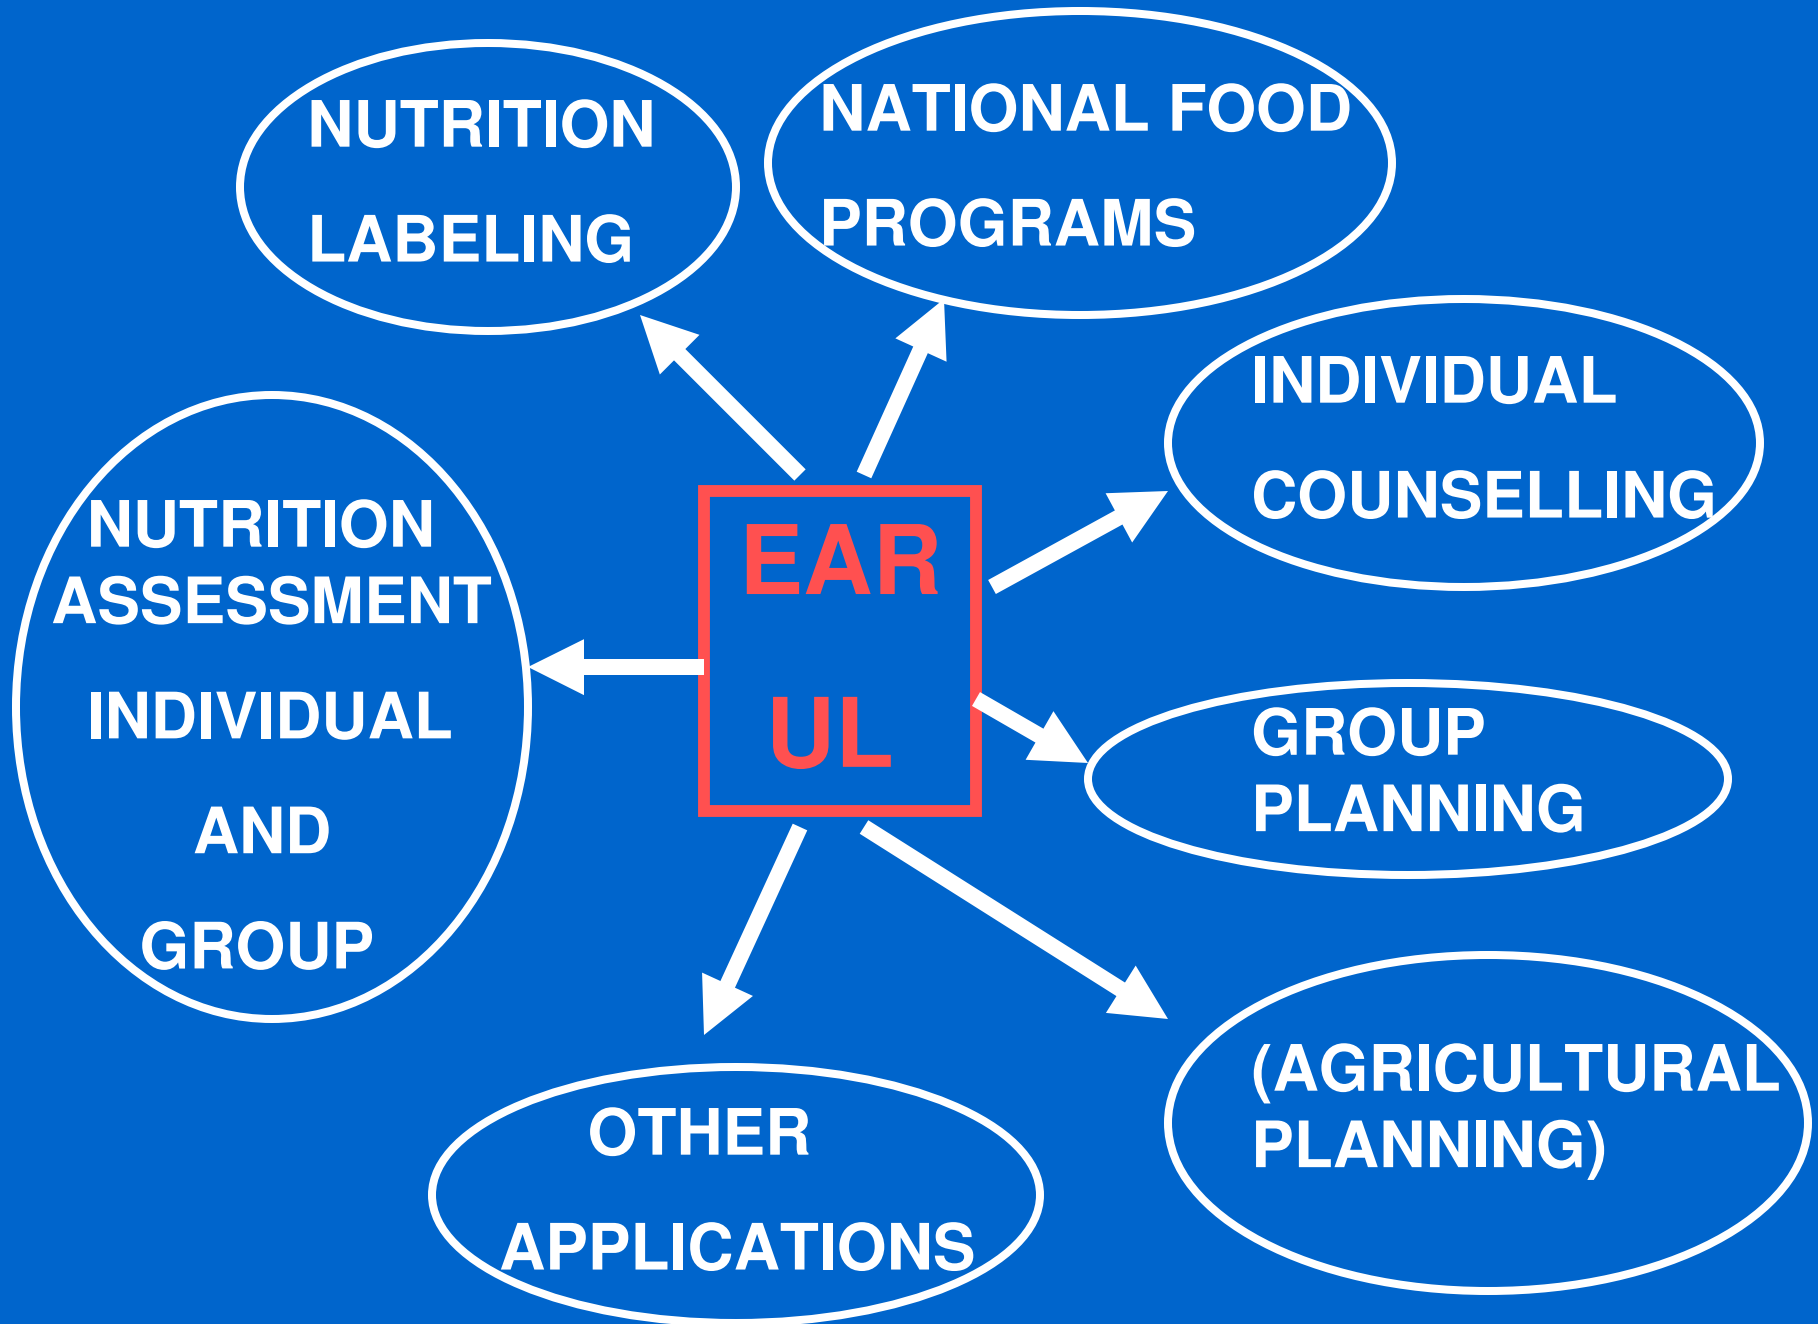 NUTRITION
LABELING
NATIONAL FOOD
PROGRAMS
INDIVIDUAL
COUNSELLING
NUTRITION
ASSESSMENT
INDIVIDUAL
AND
GROUP
EAR
UL
GROUP
PLANNING
(AGRICULTURAL
PLANNING)
OTHER
APPLICATIONS